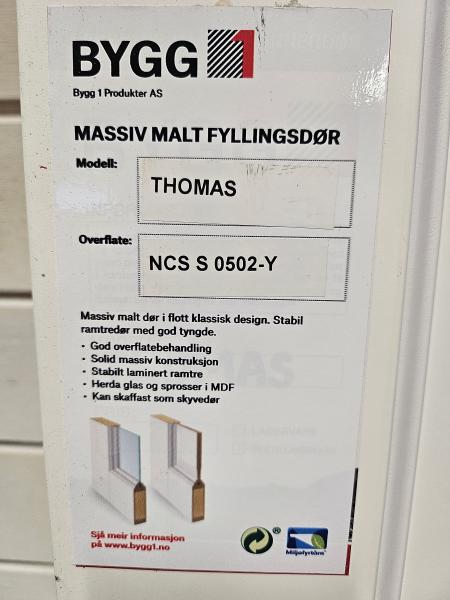 BYGG 1
Bygg 1 Produkter AS
MASSIV MALT FYLLINGSDØR
Modell:
THOMAS
Overflate:
NCS S 0502-Y
Massiv malt dør i flott klassisk design. Stabil
ramtredør med god tyngde.
· God overflatebehandling
· Solid massiv konstruksjon
· Stabilt laminert ramtre
· Herda glas og sprosser i MDF
· Kan skaffast som skyvedør
Sjå meir informasjon
på www.bygg1.no
Miljøfyrtårn